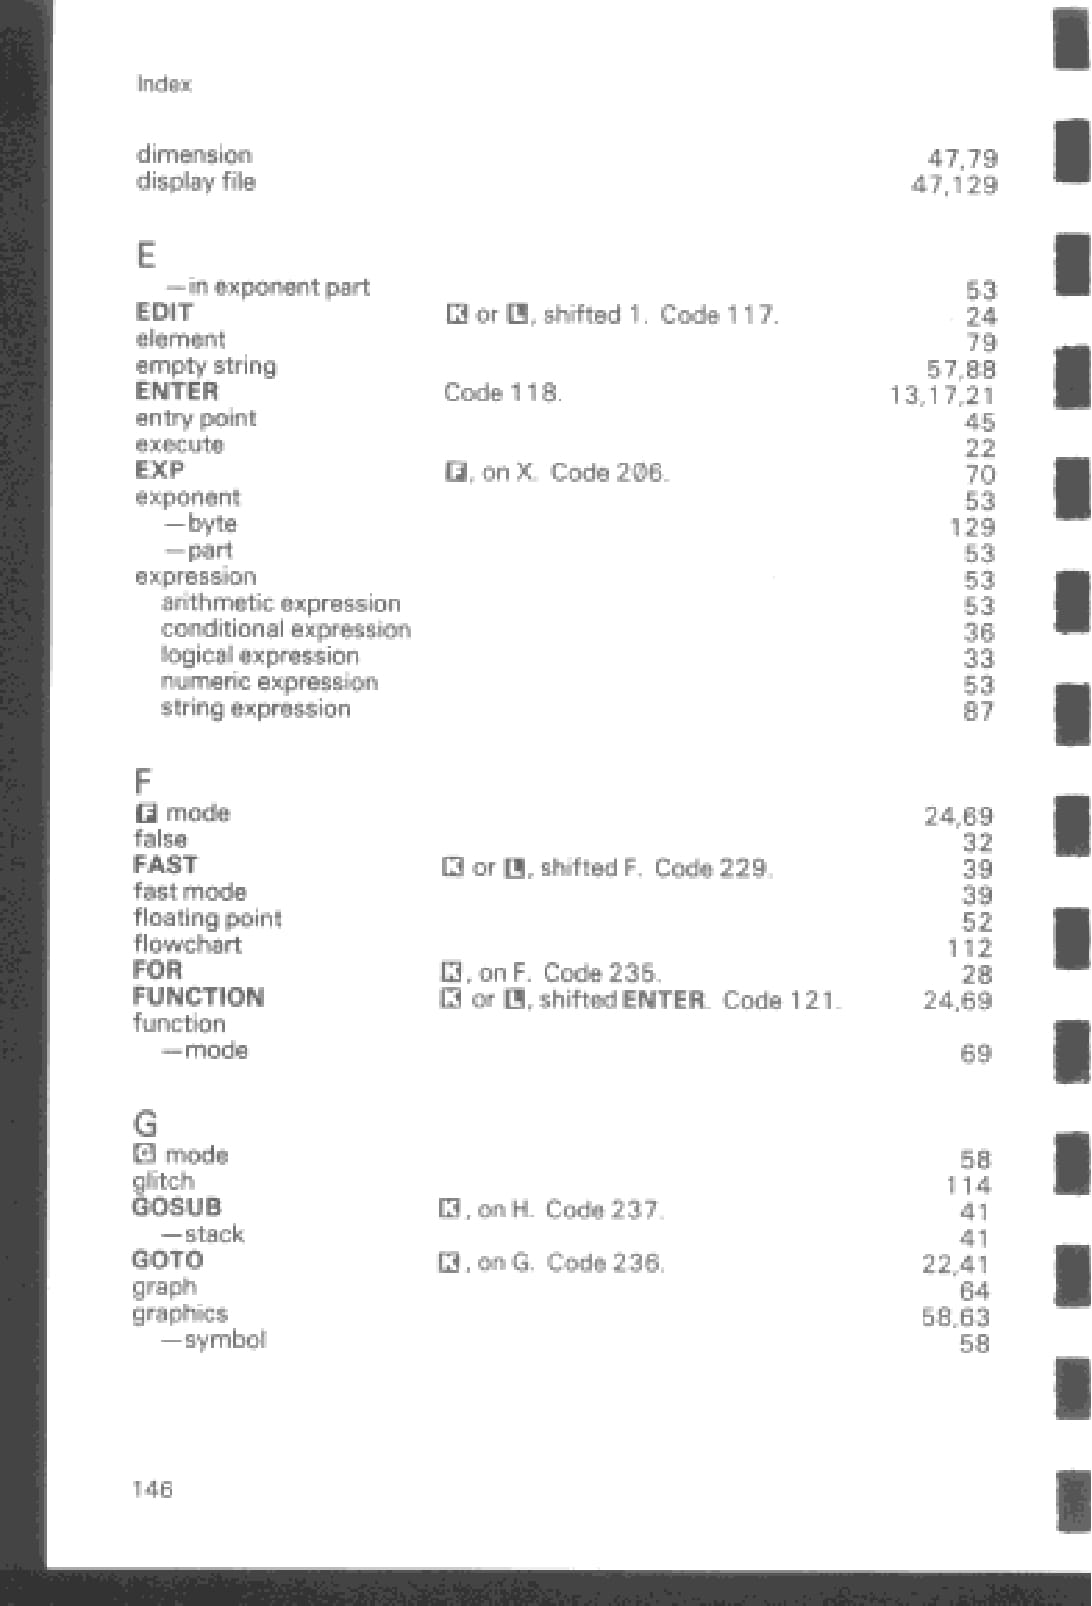 Index
dimension 47,79
display file 47,129
E
—in exponent part 53
EDIT K or L, shifted 1. Code 117. 24
element 79
empty string 57,88
ENTER Code 118. 13,17,21
entry point 45
execute 22
EXP F, on X. Code 206. 70
exponent 53
—byte 129
—part 53
expression 53
arithmetic expression 53
conditional expression 36
logical expression 33
numeric expression 53
string expression 87
F
F mode 24,69
false 32
FAST K or L, shifted F. Code 229. 39
fast mode 39
floating point 52
flowchart 112
FOR K, on F. Code 235. 28
FUNCTION K or L, shifted ENTER. Code 121. 24,69
function
—mode 69
G
G mode 58
glitch 114
GOSUB K, on H. Code 237. 41
—stack 41
GOTO K, on G. Code 236. 22,41
graph 64
graphics 58,63
—symbol 58
146